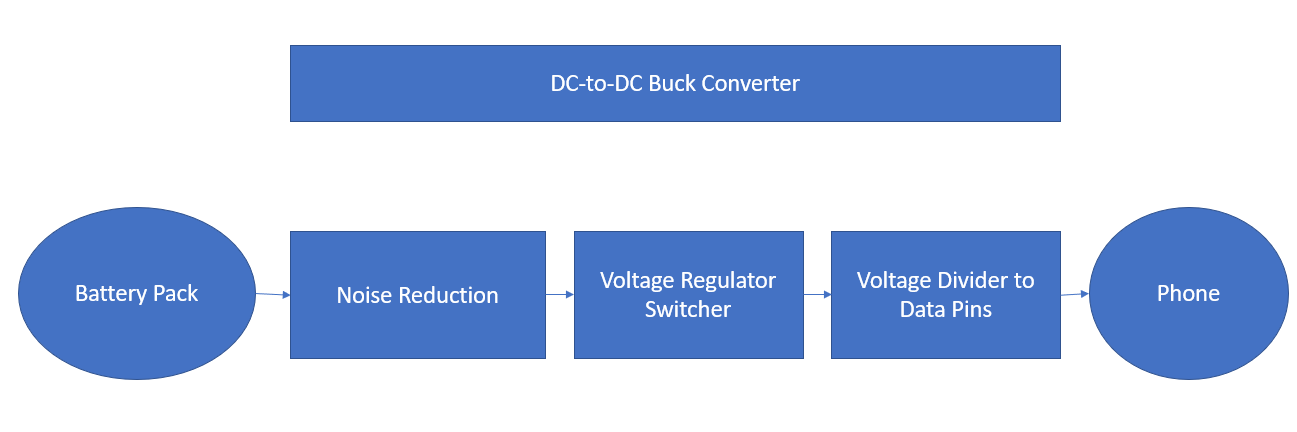 DC-to-DC Buck Converter
Battery Pack
Noise Reduction
Voltage Regulator
Switcher
Voltage Divider to
Data Pins
Phone